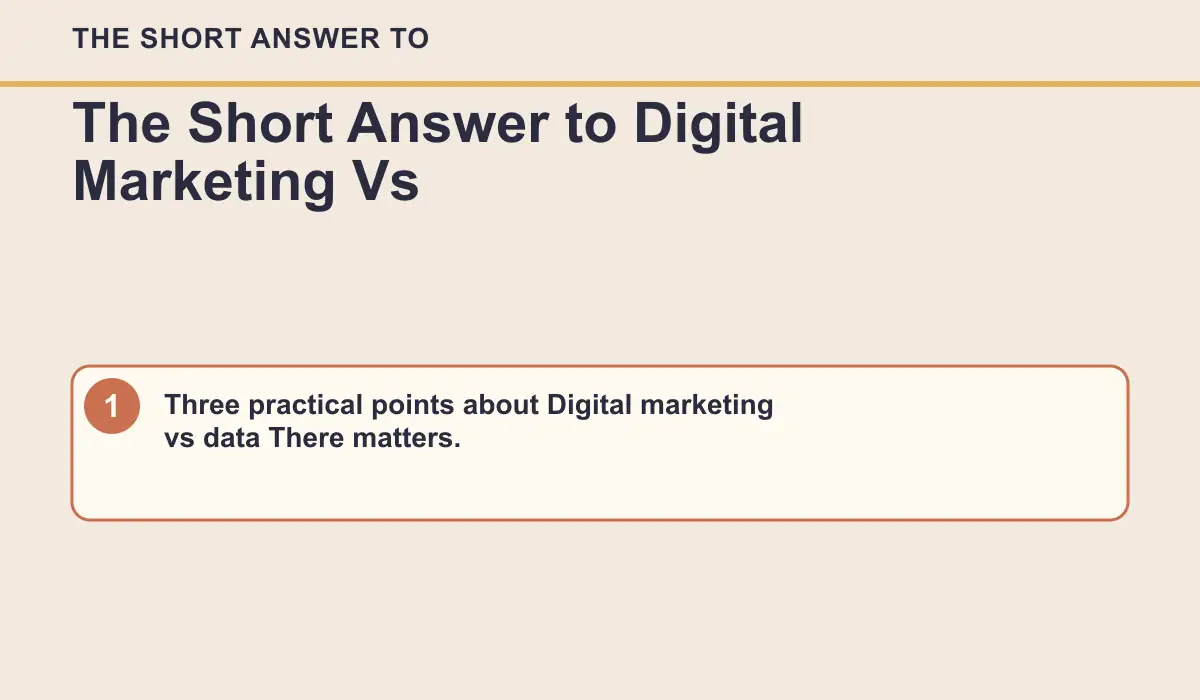 THE SHORT ANSWER TO
The Short Answer to Digital
Marketing Vs
1
Three practical points about Digital marketing
vs data There matters.